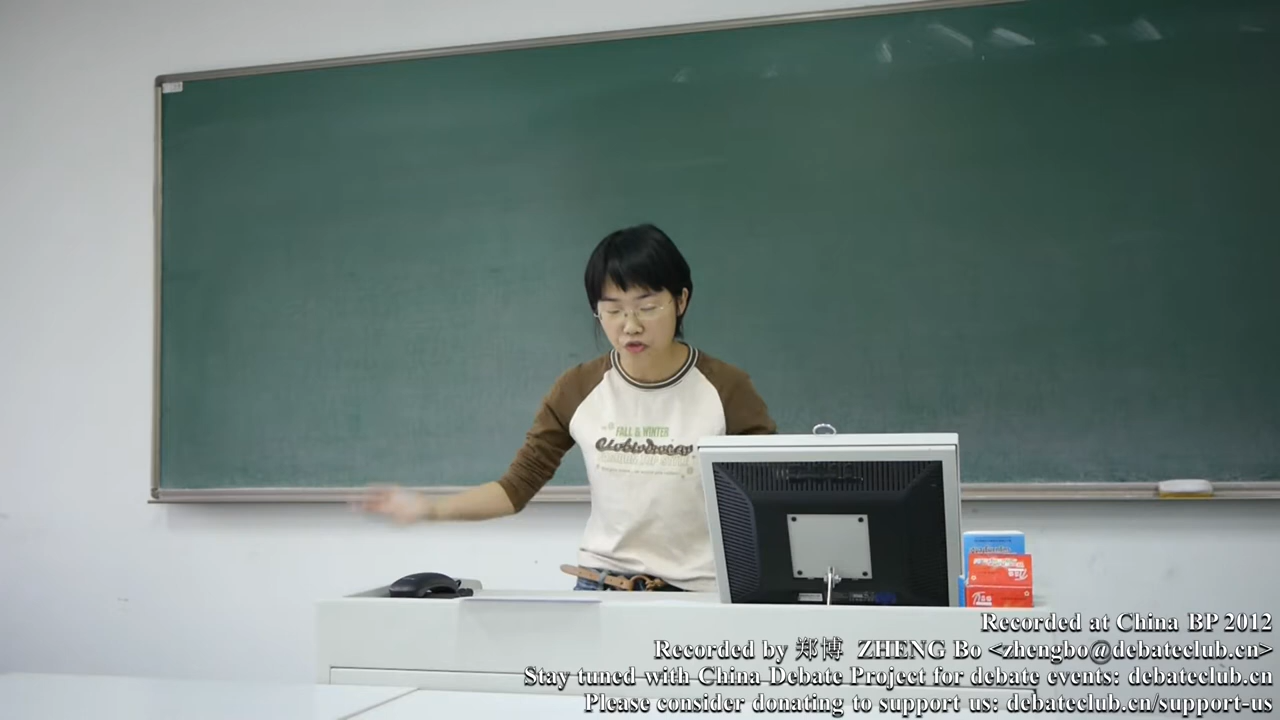 FALL & WINTER
Recorded at China BP 2012
Recorded by 郑博 ZHENG Bo <zhengbo@debateclub.cn>
Stay tuned with China Debate Project for debate events: debateclub.cn
Please consider donating to support us: debateclub.cn/support-us